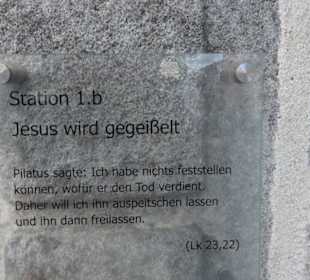 Station 1.b
Jesus wird gegeißelt
Pilatus sagte: Ich habe nichts feststellen
können, wofür er den Tod verdient.
Daher will ich ihn auspeitschen lassen
und ihn dann freilassen.
(Lk 23,22)